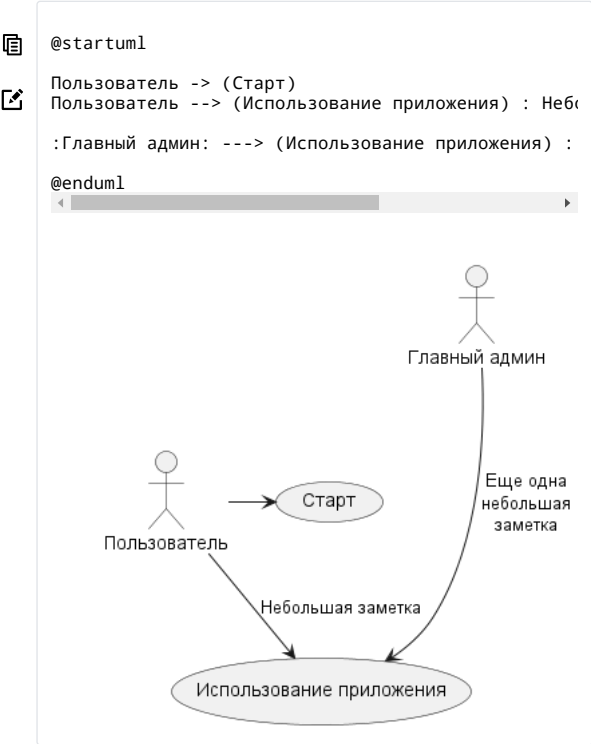 @startuml
Пользователь -> (Старт)
Пользователь --> (Использование приложения) : Небо
:Главный админ: ---> (Использование приложения) :
@enduml
Главный админ
Еще одна
небольшая
заметка
Старт
Пользователь
Небольшая заметка
Использование приложения